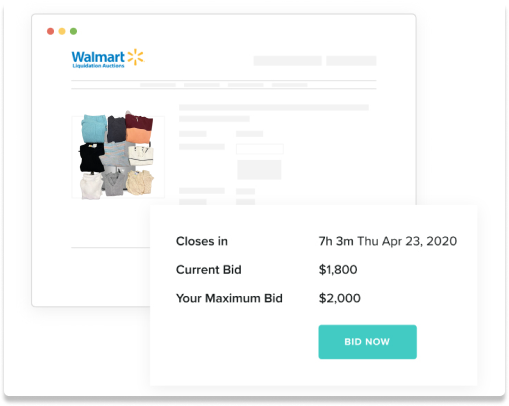 Walmart
Liquidation Auctions
Closes in 7h 3m Thu Apr 23, 2020
Current Bid $1,800
Your Maximum Bid $2,000
BID NOW